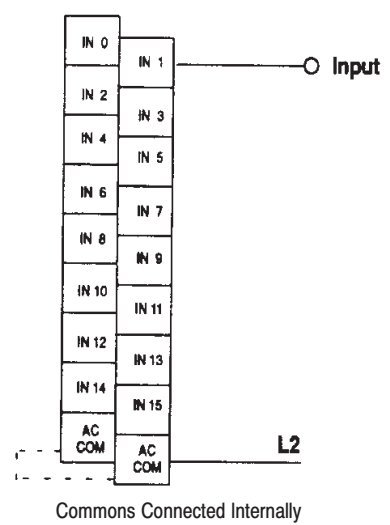 IN 0
IN 1
Input
IN 2
IN 3
IN 4
IN 5
IN 6
IN 7
IN 8
IN 9
IN 10
IN 11
IN 12
IN 13
IN 14
IN 15
AC
COM
AC
COM
L2
Commons Connected Internally